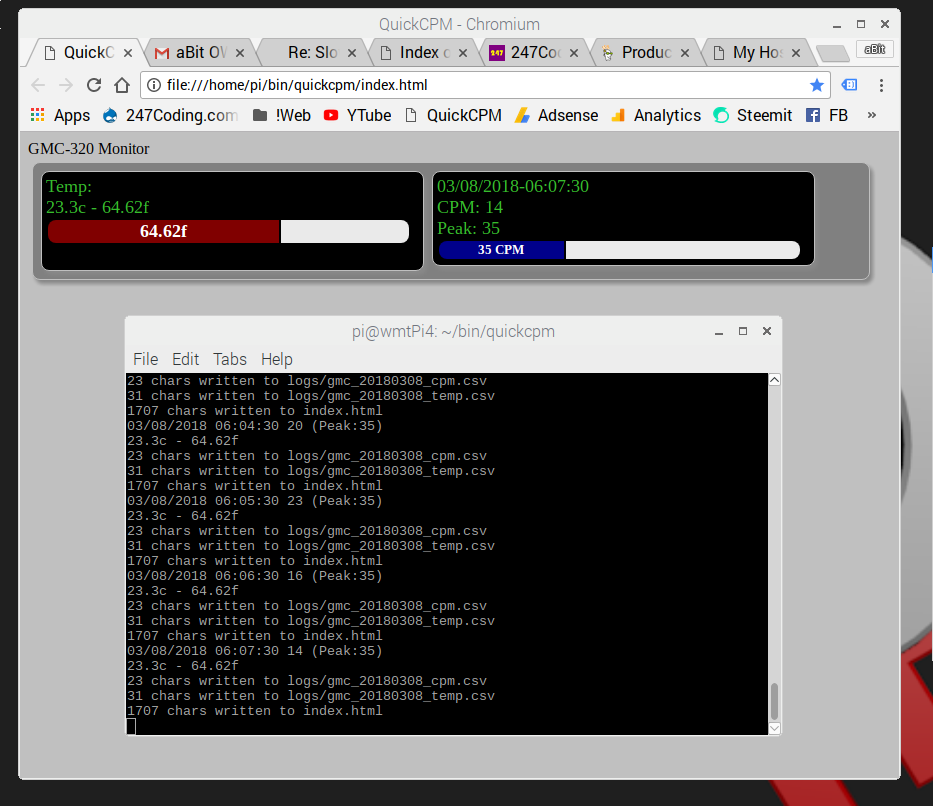 QuickCPM - Chromium
QuickC
aBit OW
Re: Slo
Index o
247 247Co
Produc
My Hos
aBit
file:///home/pi/bin/quickcpm/index.html
Apps 247Coding.com !Web YTube QuickCPM Adsense Analytics Steemit FB »
GMC-320 Monitor
Temp:
23.3c - 64.62f
64.62f
03/08/2018-06:07:30
CPM: 14
Peak: 35
35 CPM
pi@wmtPi4: ~/bin/quickcpm
File Edit Tabs Help
23 chars written to logs/gmc_20180308_cpm.csv
31 chars written to logs/gmc_20180308_temp.csv
1707 chars written to index.html
03/08/2018 06:04:30 20 (Peak:35)
23.3c - 64.62f
23 chars written to logs/gmc_20180308_cpm.csv
31 chars written to logs/gmc_20180308_temp.csv
1707 chars written to index.html
03/08/2018 06:05:30 23 (Peak:35)
23.3c - 64.62f
23 chars written to logs/gmc_20180308_cpm.csv
31 chars written to logs/gmc_20180308_temp.csv
1707 chars written to index.html
03/08/2018 06:06:30 16 (Peak:35)
23.3c - 64.62f
23 chars written to logs/gmc_20180308_cpm.csv
31 chars written to logs/gmc_20180308_temp.csv
1707 chars written to index.html
03/08/2018 06:07:30 14 (Peak:35)
23.3c - 64.62f
23 chars written to logs/gmc_20180308_cpm.csv
31 chars written to logs/gmc_20180308_temp.csv
1707 chars written to index.html